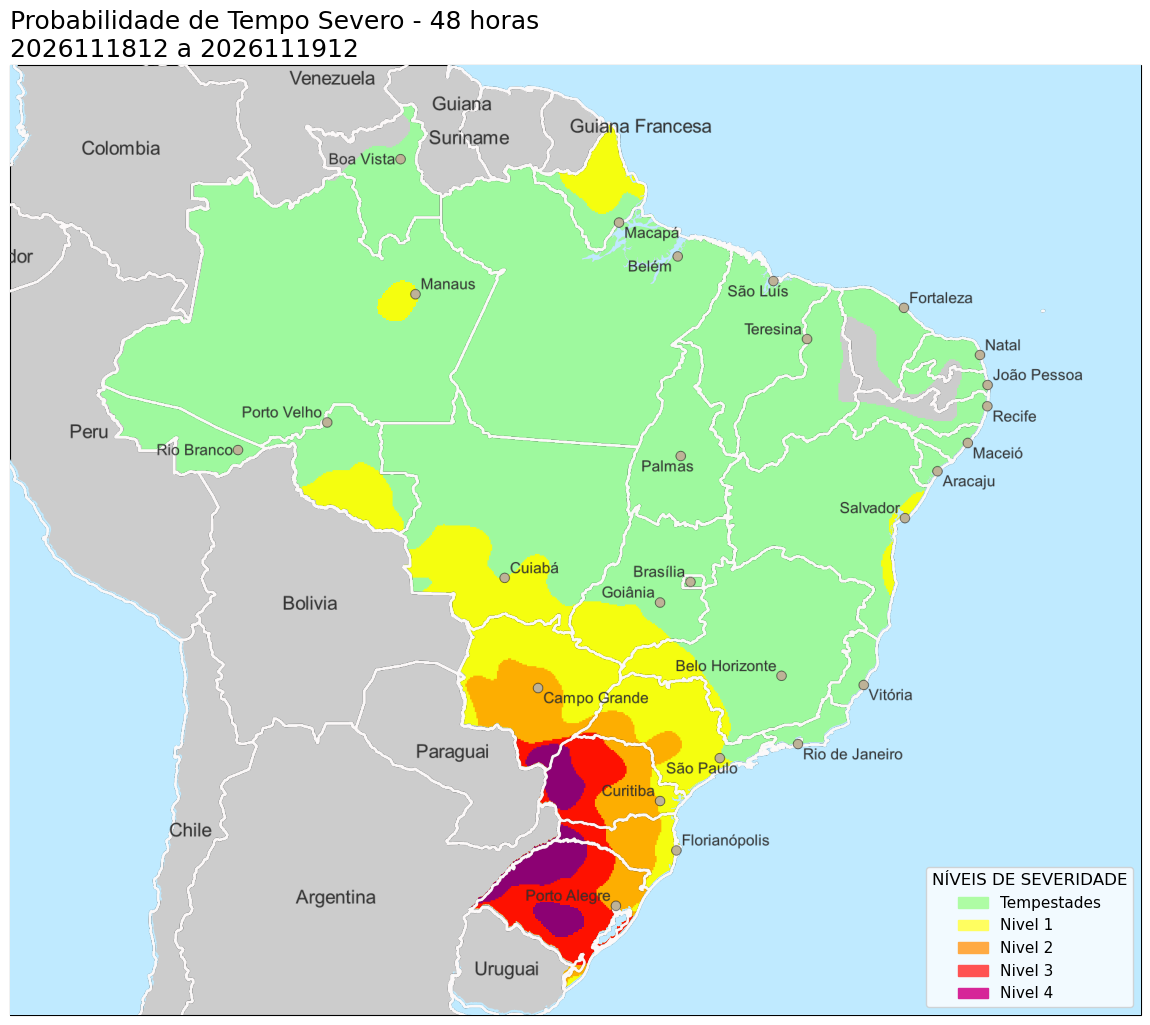 Probabilidade de Tempo Severo - 48 horas
2026111812 a 2026111912
Venezuela
Guiana
Guiana Francesa
Suriname
Colombia
Boa Vista
Macapá
dor
Belém
Manaus
São Luís
Fortaleza
Teresina
Natal
João Pessoa
Porto Velho
Recife
Peru
Rio Branco
Maceió
Palmas
Aracaju
Salvador
Cuiabá
Brasília
Goiânia
Bolivia
Belo Horizonte
Vitória
Campo Grande
Paraguai
Rio de Janeiro
São Paulo
Curitiba
Chile
Florianópolis
Argentina
Porto Alegre
Uruguai
NÍVEIS DE SEVERIDADE
Tempestades
Nivel 1
Nivel 2
Nivel 3
Nivel 4